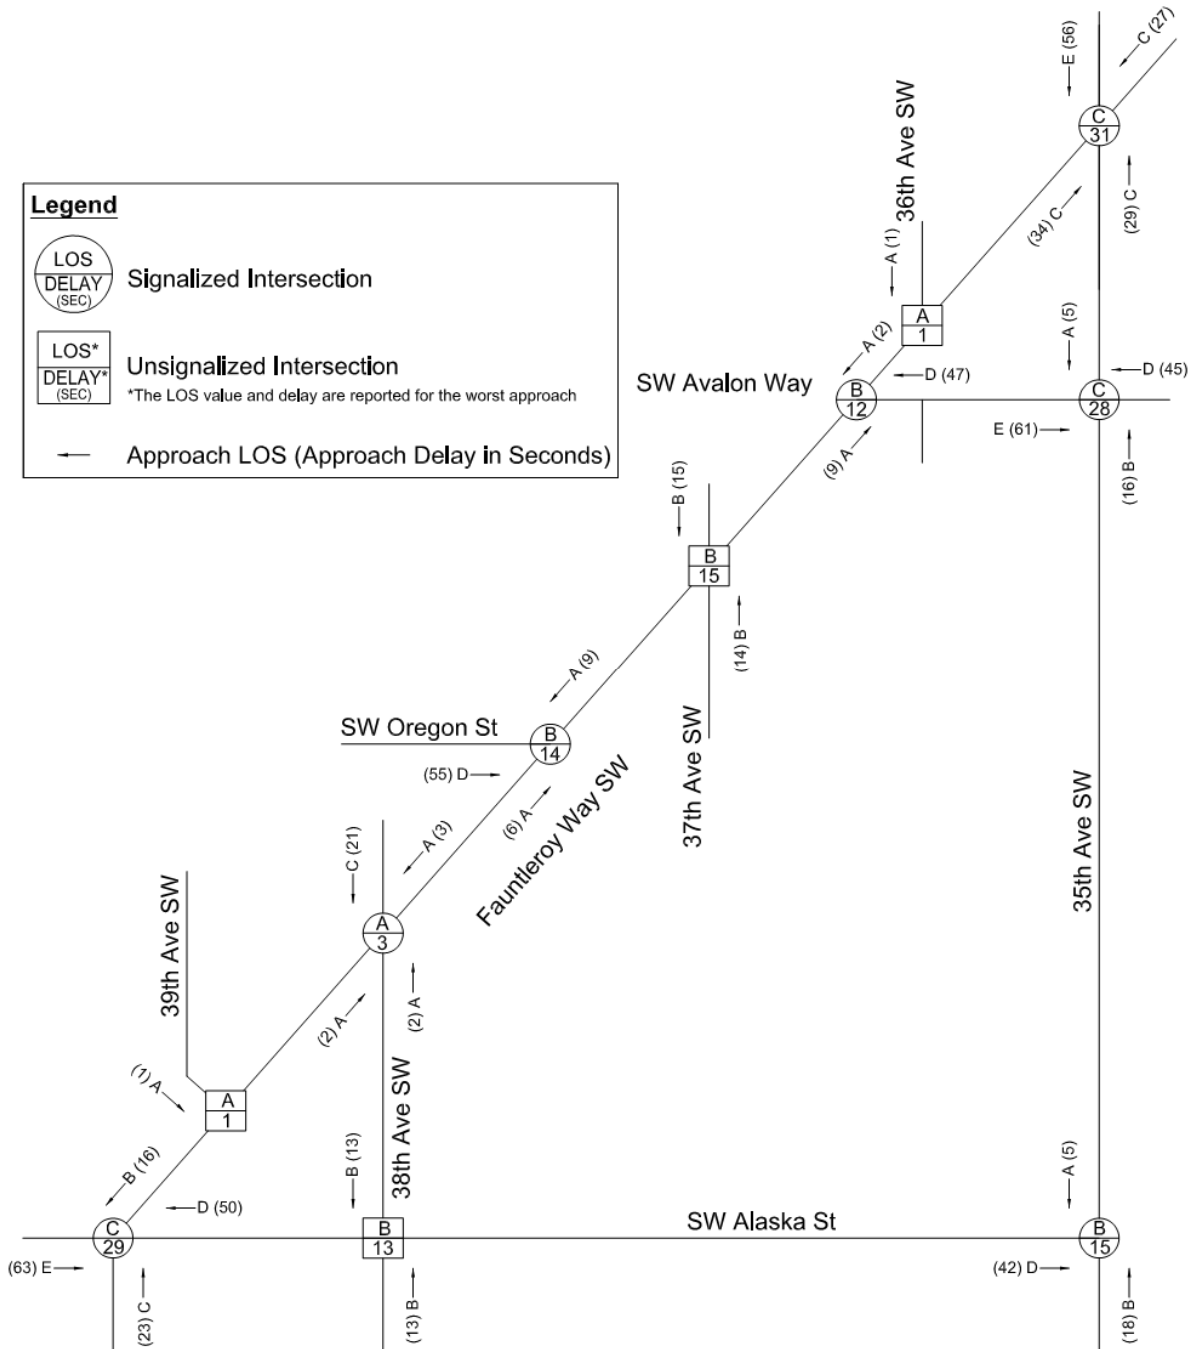 E (56)
C (27)
36th Ave SW
C
31
Legend
LOS
DELAY
(SEC)
Signalized Intersection
(34) C
(29) C
A (1)
A
1
LOS*
DELAY*
(SEC)
Unsignalized Intersection
*The LOS value and delay are reported for the worst approach
A (2)
A (5)
SW Avalon Way
D (47)
D (45)
B
12
C
28
E (61)
Approach LOS (Approach Delay in Seconds)
(9) A
(16) B
B (15)
B
15
(14) B
A (9)
SW Oregon St
B
14
(55) D
(6) A
Fauntleroy Way SW
37th Ave SW
35th Ave SW
C (21)
A (3)
39th Ave SW
A
3
(2) A
(2) A
(1) A
A
1
38th Ave SW
B (16)
B (13)
A (5)
D (50)
C
29
B
13
SW Alaska St
B
15
(63) E
(42) D
(23) C
(13) B
(18) B